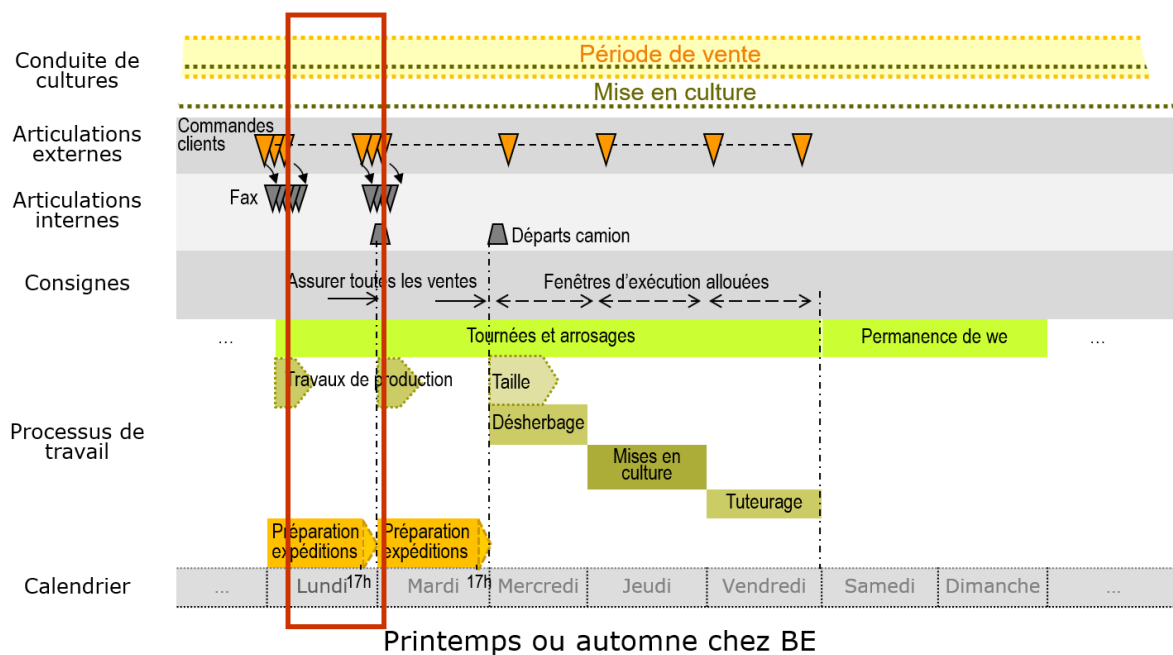 Conduite de
cultures
Période de vente
Mise en culture
Articulations
externes
Commandes
clients
Articulations
internes
Fax
Départs camion
Consignes
Assurer toutes les ventes
Fenêtres d'exécution allouées
...
Tournées et arrosages
Permanence de we
...
Processus de
travail
Travaux de production
Taille
Désherbage
Mises en
culture
Tuteurage
Préparation
expéditions
Préparation
expéditions
Calendrier
...
Lundi
17h
Mardi
17h
Mercredi
Jeudi
Vendredi
Samedi
Dimanche
...
Printemps ou automne chez BE